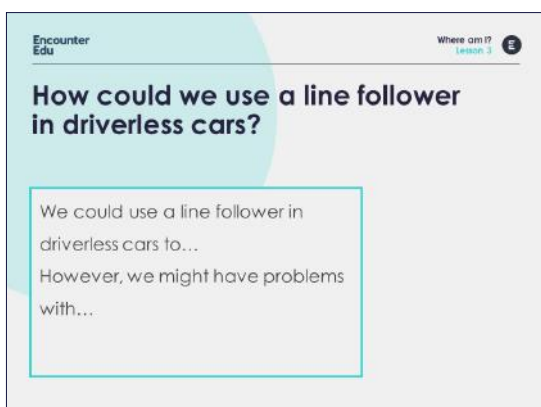 Encounter
Edu
Where am I?
Lesson 3
E
How could we use a line follower
in driverless cars?
We could use a line follower in
driverless cars to…
However, we might have problems
with…